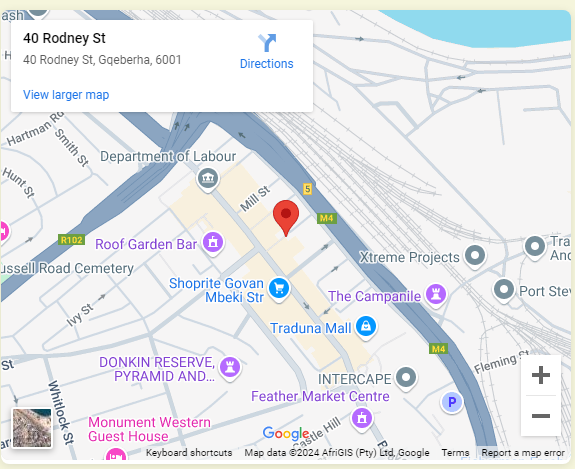 ash
40 Rodney St
40 Rodney St, Gqeberha, 6001
Directions
View larger map
Hartman Rd
Smith St
Hunt St
Department of Labour
Mill St
5
M4
R102
Roof Garden Bar
Xtreme Projects
Tra
And
ussell Road Cemetery
Shoprite Govan
Mbeki Str
The Campanile
Port Steve
Ivy St
Traduna Mall
M4
DONKIN RESERVE,
PYRAMID AND...
INTERCAPE
Fleming St
Whitlock St
Feather Market Centre
P
Monument Western
Guest House
Castle Hill
Google
Keyboard shortcuts
Map data ©2024 AfriGIS (Pty) Ltd, Google
Terms
Report a map error